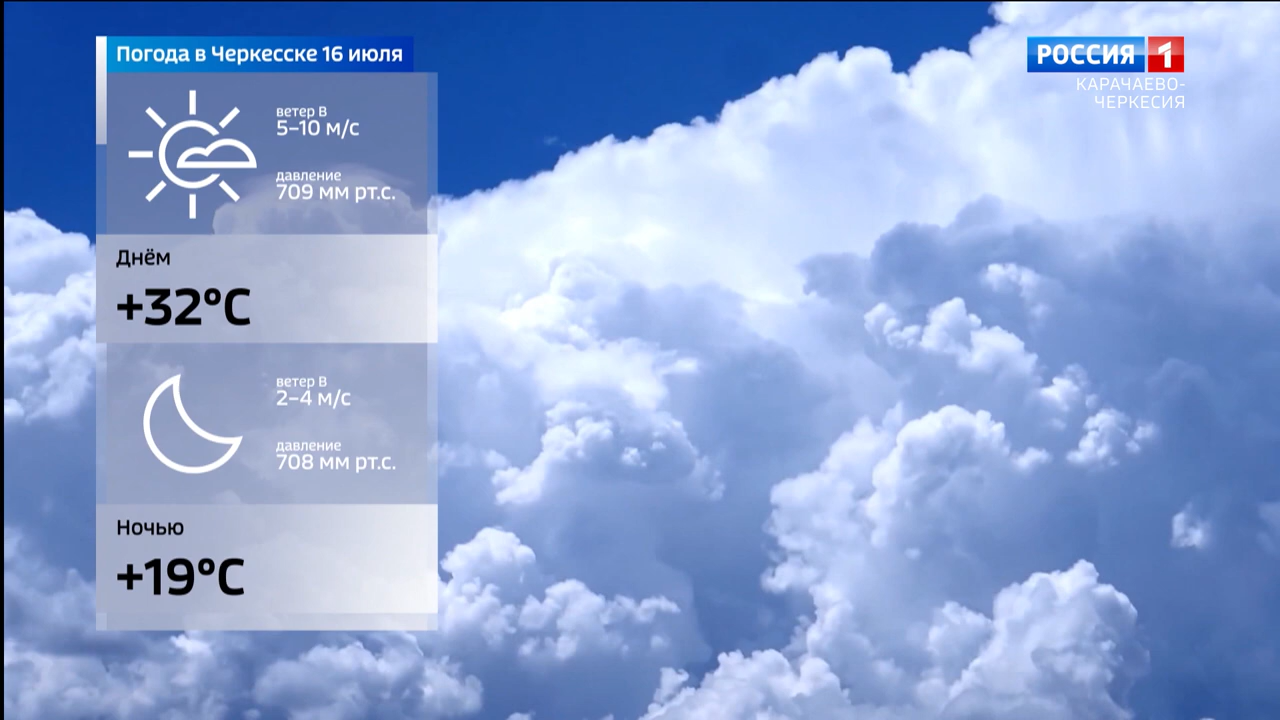 Погода в Черкесске 16 июля
РОССИЯ 1
КАРАЧАЕВО-
ЧЕРКЕСИЯ
ветер В
5–10 м/с
давление
709 мм рт.с.
Днём
+32°C
ветер В
2–4 м/с
давление
708 мм рт.с.
Ночью
+19°C